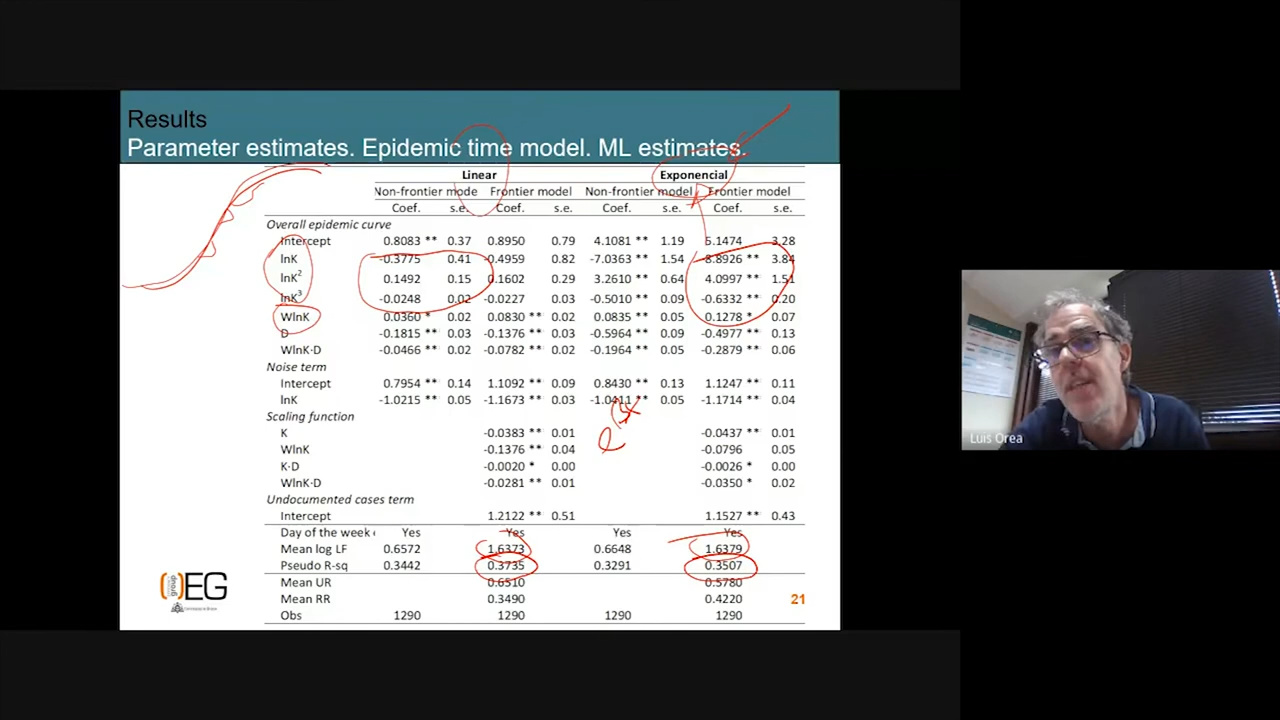 Results
Parameter estimates. Epidemic time model. ML estimates.
Linear Exponencial
Non-frontier mode Frontier model Non-frontier model Frontier model
Coef. s.e. Coef. s.e. Coef. s.e. Coef. s.e.
Overall epidemic curve
Intercept 0.8083 ** 0.37 0.8950 0.79 4.1081 ** 1.19 5.1474 3.28
lnK -0.3775 0.41 -0.4959 0.82 -7.0363 ** 1.54 -8.8926 ** 3.84
lnK² 0.1492 0.15 0.1602 0.29 3.2610 ** 0.64 4.0997 ** 1.51
lnK³ -0.0248 0.02 -0.0227 0.03 -0.5010 ** 0.09 -0.6332 ** 0.20
WlnK 0.0360 * 0.02 0.0830 ** 0.02 0.0835 ** 0.05 0.1278 * 0.07
D -0.1815 ** 0.03 -0.1376 ** 0.03 -0.5964 ** 0.09 -0.4977 ** 0.13
WlnK·D -0.0466 ** 0.02 -0.0782 ** 0.02 -0.1964 ** 0.05 -0.2879 ** 0.06
Noise term
Intercept 0.7954 ** 0.14 1.1092 ** 0.09 0.8430 ** 0.13 1.1247 ** 0.11
lnK -1.0215 ** 0.05 -1.1673 ** 0.03 -1.0411 ** 0.05 -1.1714 ** 0.04
Scaling function
K -0.0383 ** 0.01 -0.0437 ** 0.01
WlnK -0.1376 ** 0.04 -0.0796 0.05
K·D -0.0020 * 0.00 -0.0026 * 0.00
WlnK·D -0.0281 ** 0.01 -0.0350 * 0.02
Undocumented cases term
Intercept 1.2122 ** 0.51 1.1527 ** 0.43
Day of the week Yes Yes Yes Yes
Mean log LF 0.6572 1.6373 0.6648 1.6379
Pseudo R-sq 0.3442 0.3735 0.3291 0.3507
Mean UR 0.6510 0.5780
Mean RR 0.3490 0.4220
Obs 1290 1290 1290 1290
EG
21
Luis Orea